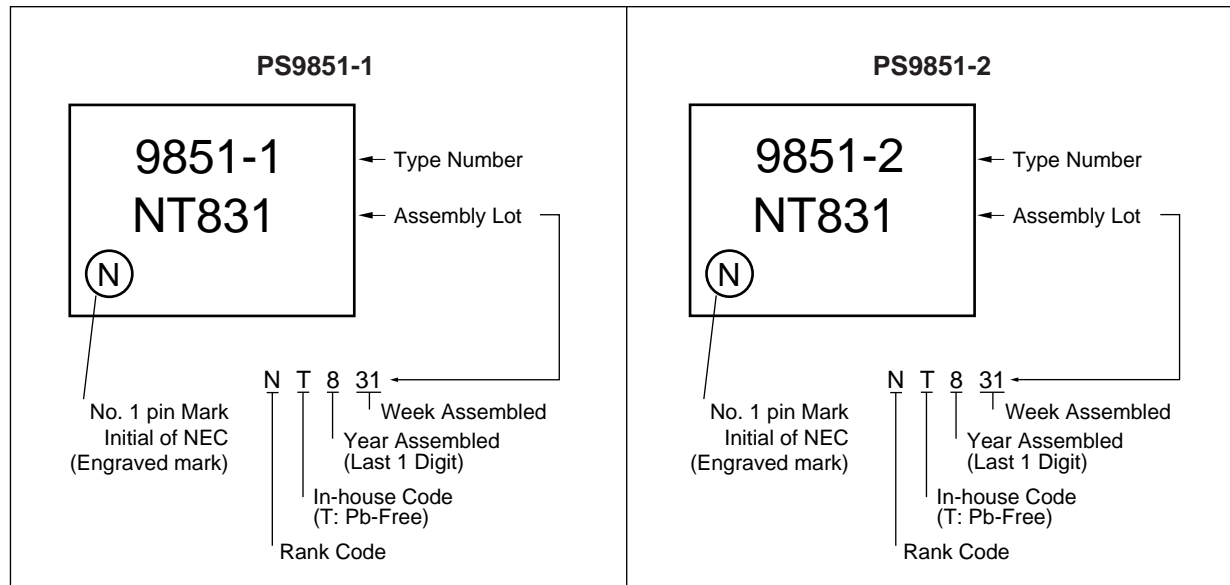 PS9851-1
9851-1
Type Number
NT831
Assembly Lot
N
N T 8 31
No. 1 pin Mark
Initial of NEC
(Engraved mark)
Week Assembled
Year Assembled
(Last 1 Digit)
In-house Code
(T: Pb-Free)
Rank Code
PS9851-2
9851-2
Type Number
NT831
Assembly Lot
N
N T 8 31
No. 1 pin Mark
Initial of NEC
(Engraved mark)
Week Assembled
Year Assembled
(Last 1 Digit)
In-house Code
(T: Pb-Free)
Rank Code